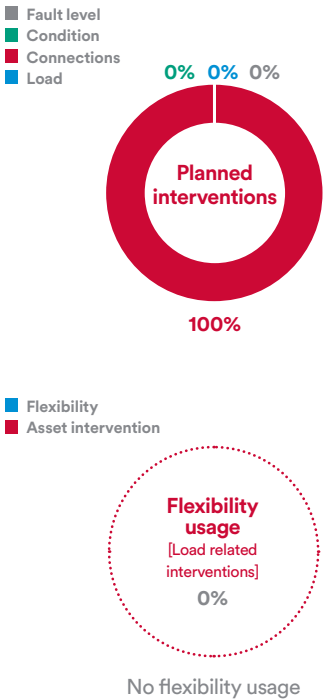 Fault level
Condition
Connections
Load
0% 0% 0%
Planned
interventions
100%
Flexibility
Asset intervention
Flexibility
usage
[Load related
interventions]
0%
No flexibility usage